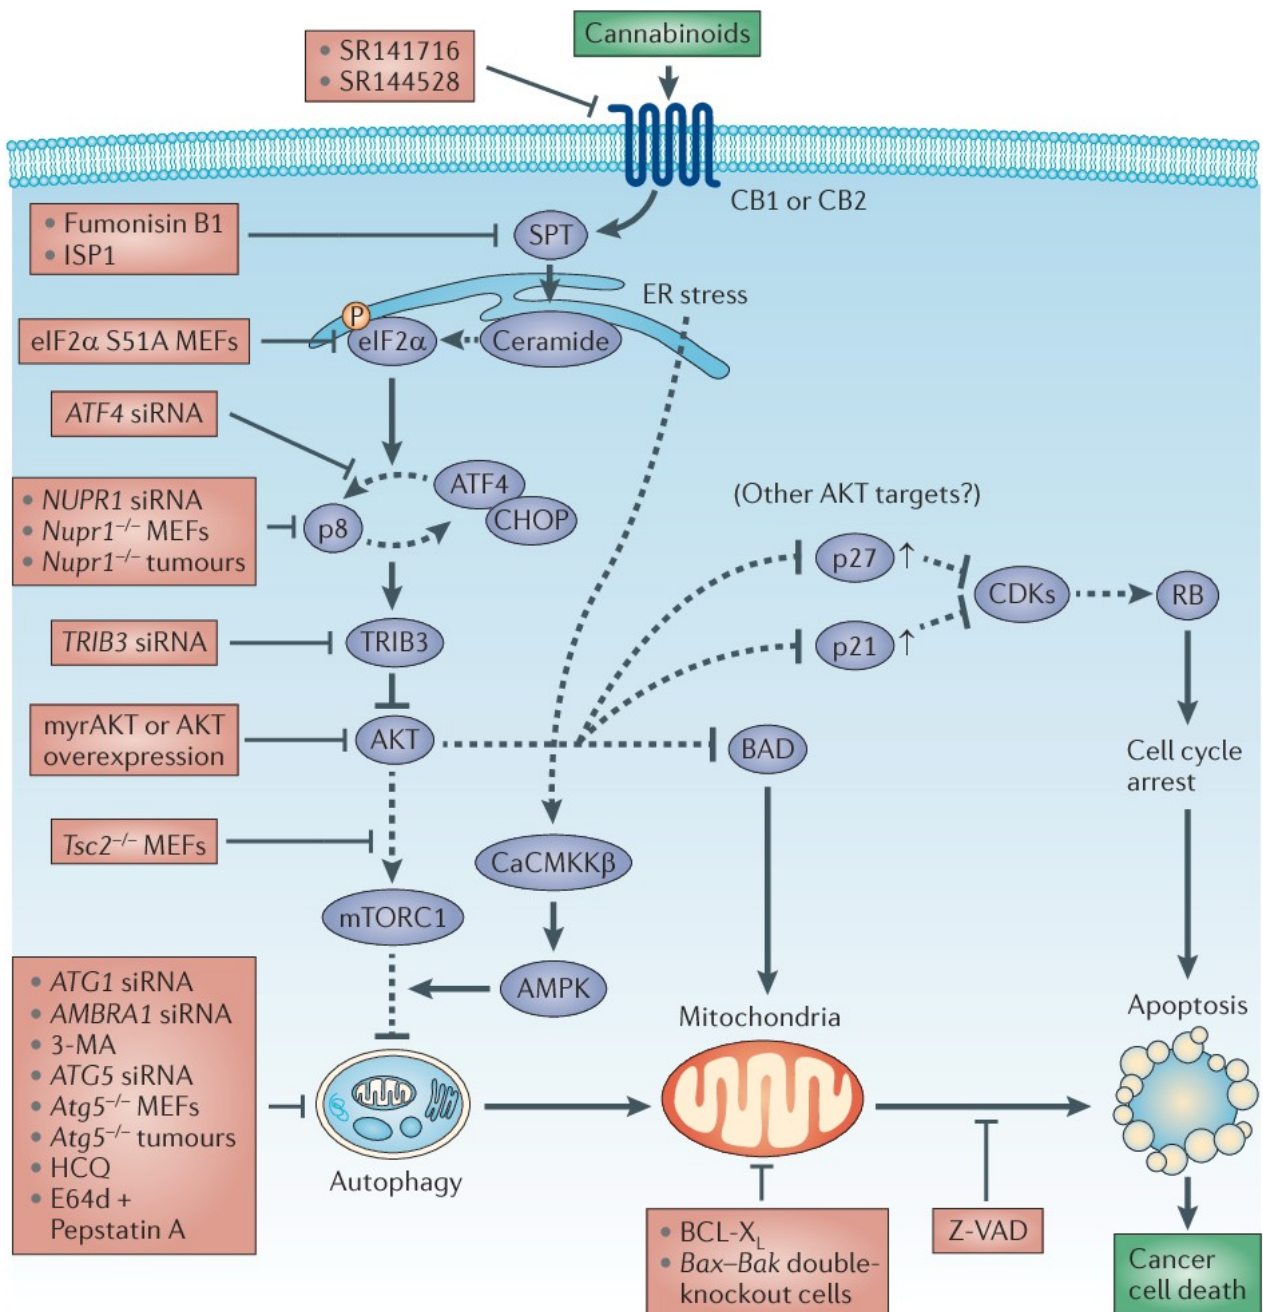 Cannabinoids
• SR141716
• SR144528
CB1 or CB2
• Fumonisin B1
• ISP1
SPT
ER stress
P
eIF2α S51A MEFs
eIF2α
Ceramide
ATF4 siRNA
ATF4
CHOP
(Other AKT targets?)
• NUPR1 siRNA
• Nupr1⁻/⁻ MEFs
• Nupr1⁻/⁻ tumours
p8
p27 ↑
CDKs
RB
TRIB3 siRNA
TRIB3
p21 ↑
myrAKT or AKT
overexpression
AKT
BAD
Cell cycle
arrest
Tsc2⁻/⁻ MEFs
CaCMKKβ
mTORC1
AMPK
• ATG1 siRNA
• AMBRA1 siRNA
• 3-MA
• ATG5 siRNA
• Atg5⁻/⁻ MEFs
• Atg5⁻/⁻ tumours
• HCQ
• E64d +
Pepstatin A
Autophagy
Mitochondria
Apoptosis
• BCL-X_L
• Bax–Bak double-
knockout cells
Z-VAD
Cancer
cell death